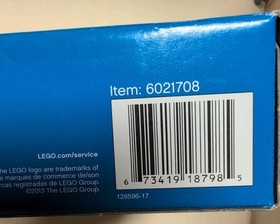 Item: 6021708
LEGO.com/service
he LEGO logo are trademarks of
s marques de commerce de/son
rcas registradas de LEGO Group.
©2013 The LEGO Group.
6 73419 18798 5
128596-17